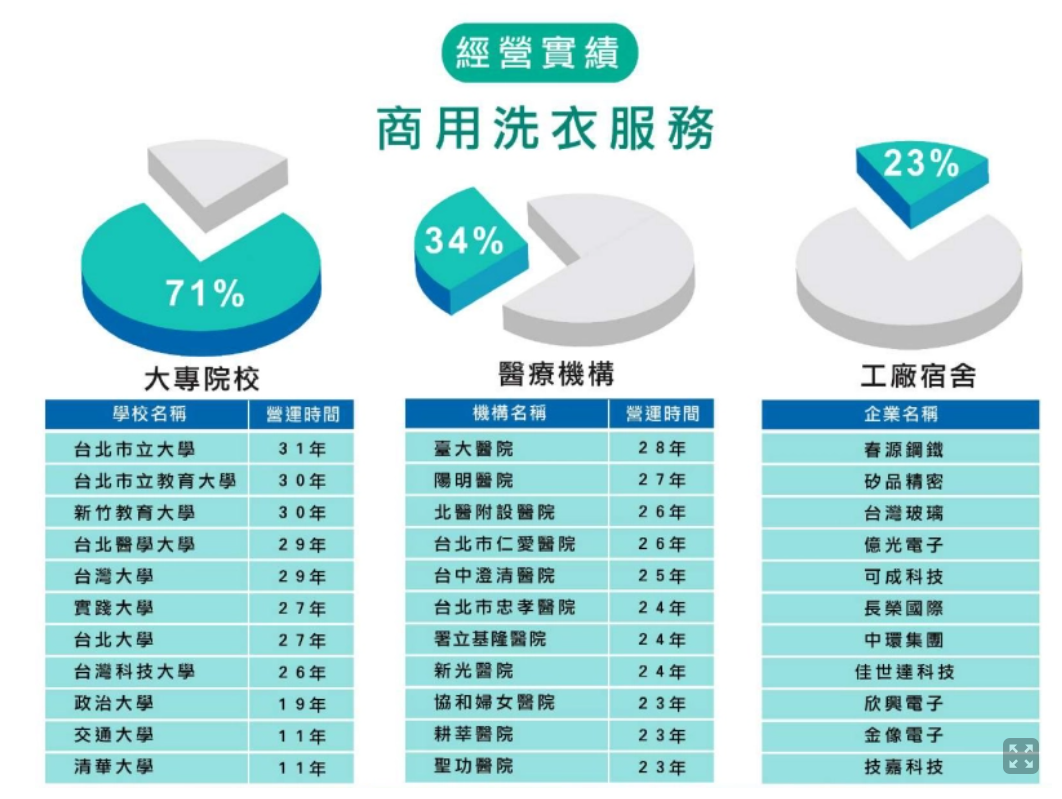 經營實績
商用洗衣服務
71%
大專院校
學校名稱 營運時間
台北市立大學 31年
台北市立教育大學 30年
新竹教育大學 30年
台北醫學大學 29年
台灣大學 29年
實踐大學 27年
台北大學 27年
台灣科技大學 26年
政治大學 19年
交通大學 11年
清華大學 11年
34%
醫療機構
機構名稱 營運時間
臺大醫院 28年
陽明醫院 27年
北醫附設醫院 26年
台北市仁愛醫院 26年
台中澄清醫院 25年
台北市忠孝醫院 24年
署立基隆醫院 24年
新光醫院 24年
協和婦女醫院 23年
耕莘醫院 23年
聖功醫院 23年
23%
工廠宿舍
企業名稱
春源鋼鐵
矽品精密
台灣玻璃
億光電子
可成科技
長榮國際
中環集團
佳世達科技
欣興電子
金像電子
技嘉科技